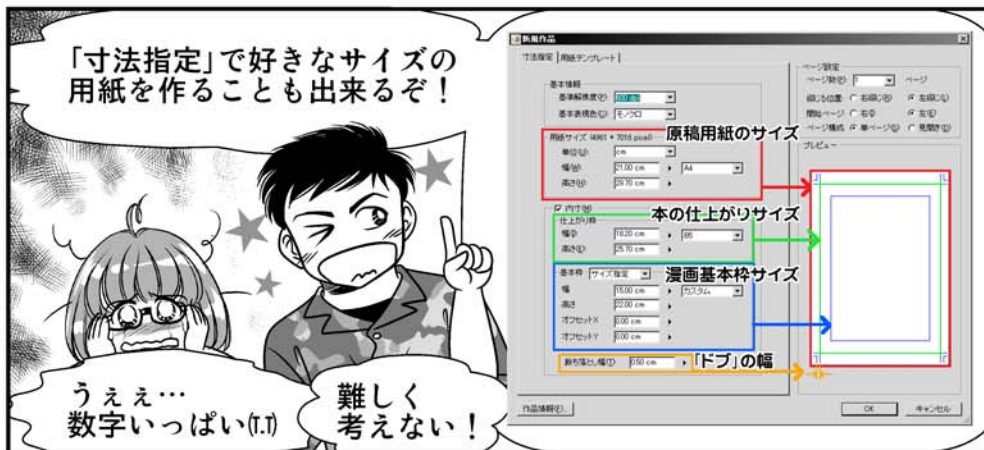 「寸法指定」で好きなサイズの
用紙を作ることも出来るぞ！
うぇぇ…
数字いっぱい(T.T)
難しく
考えない！
新規作品
寸法指定 用紙テンプレート
基本情報
基準解像度(P) 600 dpi
基本表現色(C) モノクロ
用紙サイズ (4961 * 7016 pixel)
原稿用紙のサイズ
単位(U) cm
幅(W) 21.00 cm A4
高さ(H) 29.70 cm
内寸(M)
仕上がり枠
本の仕上がりサイズ
幅(I) 18.20 cm B5
高さ(E) 25.70 cm
基本枠 サイズ指定
漫画基本枠サイズ
幅 15.00 cm カスタム
高さ 22.00 cm
オフセットX 0.00 cm
オフセットY 0.00 cm
断ち落とし幅(T) 0.50 cm
「ドブ」の幅
作品情報(F)...
ページ設定
ページ数(P) 1 ページ
綴じる位置: 右綴じ(R) 左綴じ(L)
開始ページ 右(I) 左(E)
ページ構成 単ページ(S) 見開き(D)
プレビュー
OK キャンセル